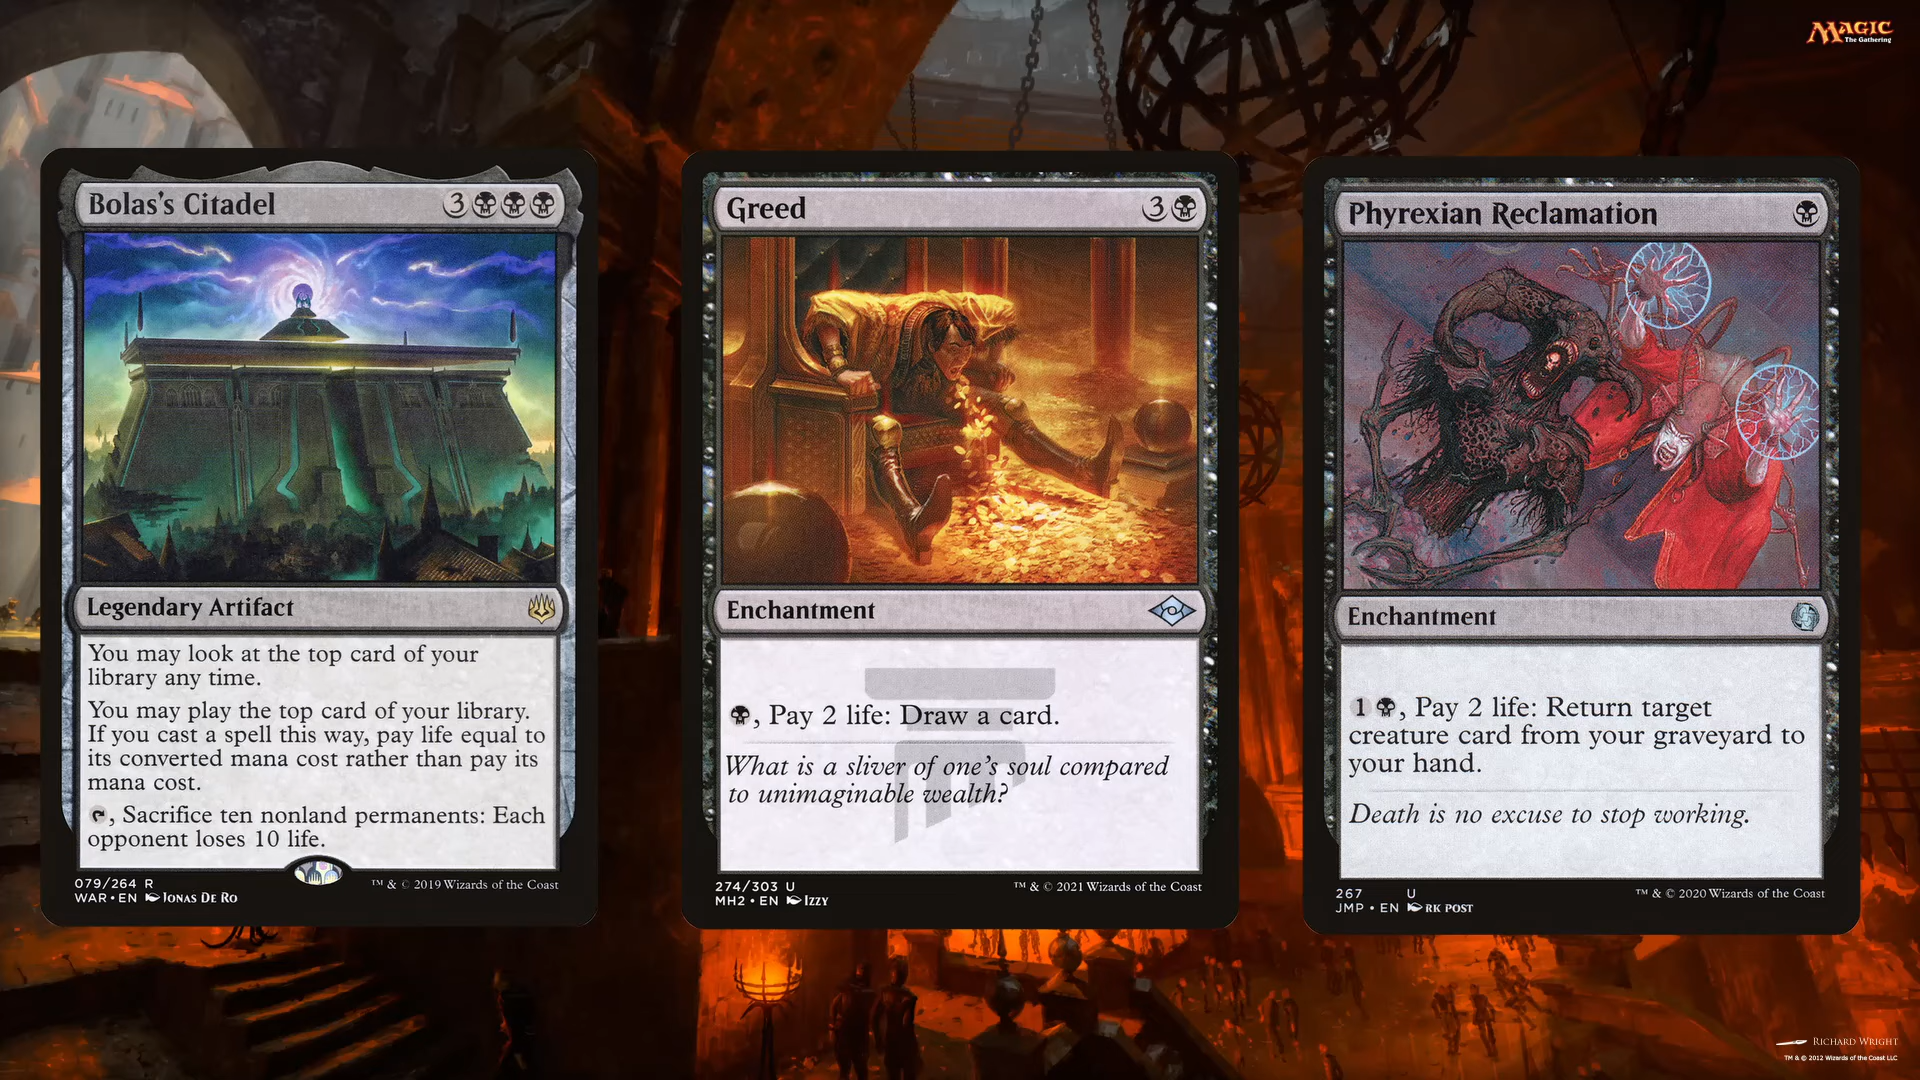 MAGIC
The Gathering
Bolas's Citadel
3
Legendary Artifact
You may look at the top card of your
library any time.
You may play the top card of your library.
If you cast a spell this way, pay life equal to
its converted mana cost rather than pay its
mana cost.
, Sacrifice ten nonland permanents: Each
opponent loses 10 life.
079/264 R
WAR • EN JONAS DE RO
™ & © 2019 Wizards of the Coast
Greed
3
Enchantment
, Pay 2 life: Draw a card.
What is a sliver of one's soul compared
to unimaginable wealth?
274/303 U
MH2 • EN IZZY
™ & © 2021 Wizards of the Coast
Phyrexian Reclamation
Enchantment
1 , Pay 2 life: Return target
creature card from your graveyard to
your hand.
Death is no excuse to stop working.
267 U
JMP • EN RK POST
™ & © 2020 Wizards of the Coast
RICHARD WRIGHT
TM & © 2012 Wizards of the Coast LLC